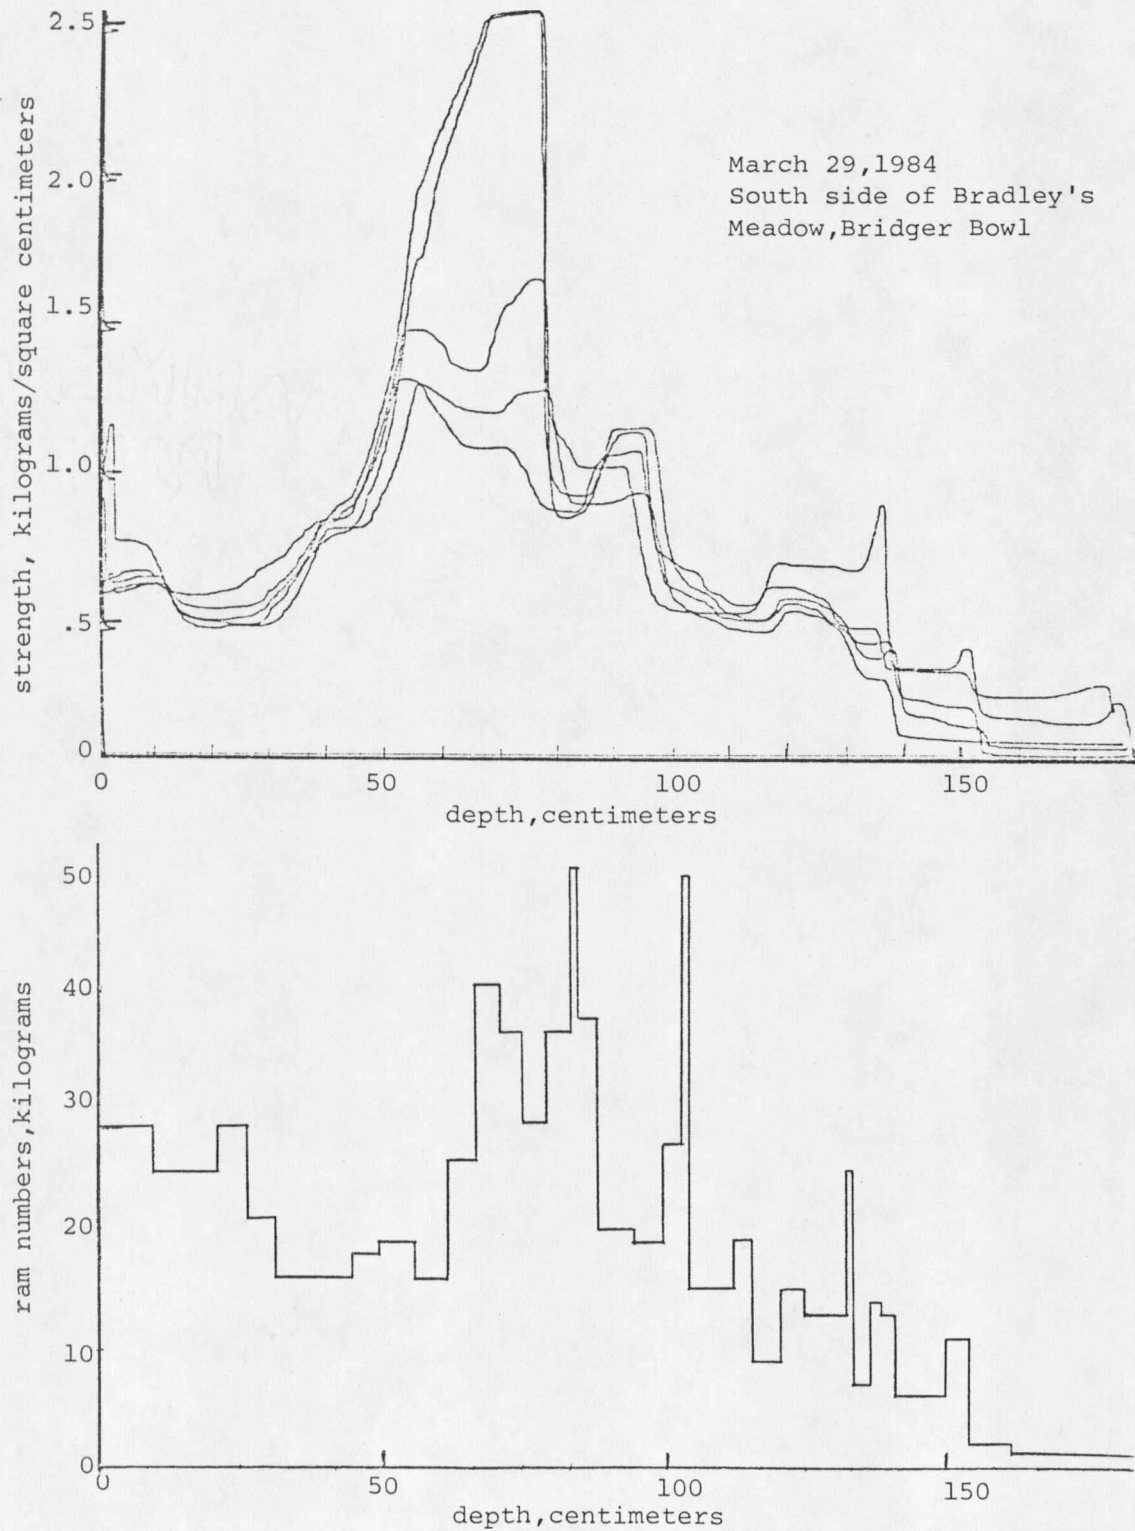 2.5
2.0
1.5
1.0
.5
0
strength, kilograms/square centimeters
March 29,1984
South side of Bradley's
Meadow,Bridger Bowl
0 50 100 150
depth,centimeters
50
40
30
20
10
0
ram numbers,kilograms
0 50 100 150
depth,centimeters